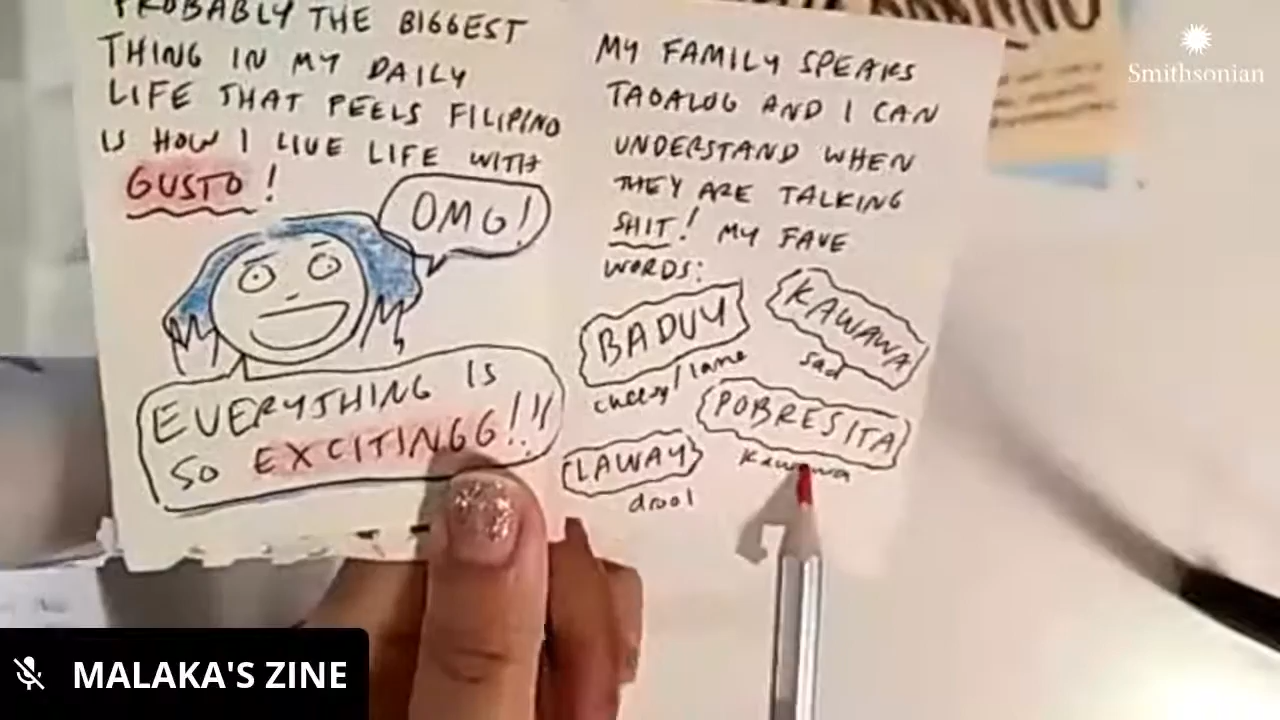 PROBABLY THE BIGGEST
THING IN MY DAILY
LIFE THAT FEELS FILIPINO
IS HOW I LIVE LIFE WITH
GUSTO!
OMG!
EVERYTHING IS
SO EXCITINGG!!!
MY FAMILY SPEAKS
TAGALOG AND I CAN
UNDERSTAND WHEN
THEY ARE TALKING
SHIT! MY FAVE
WORDS:
BADUY
cheesy/lame
KAWAWA
sad
POBRESITA
kawawa
LAWAY
drool
Smithsonian
MALAKA'S ZINE